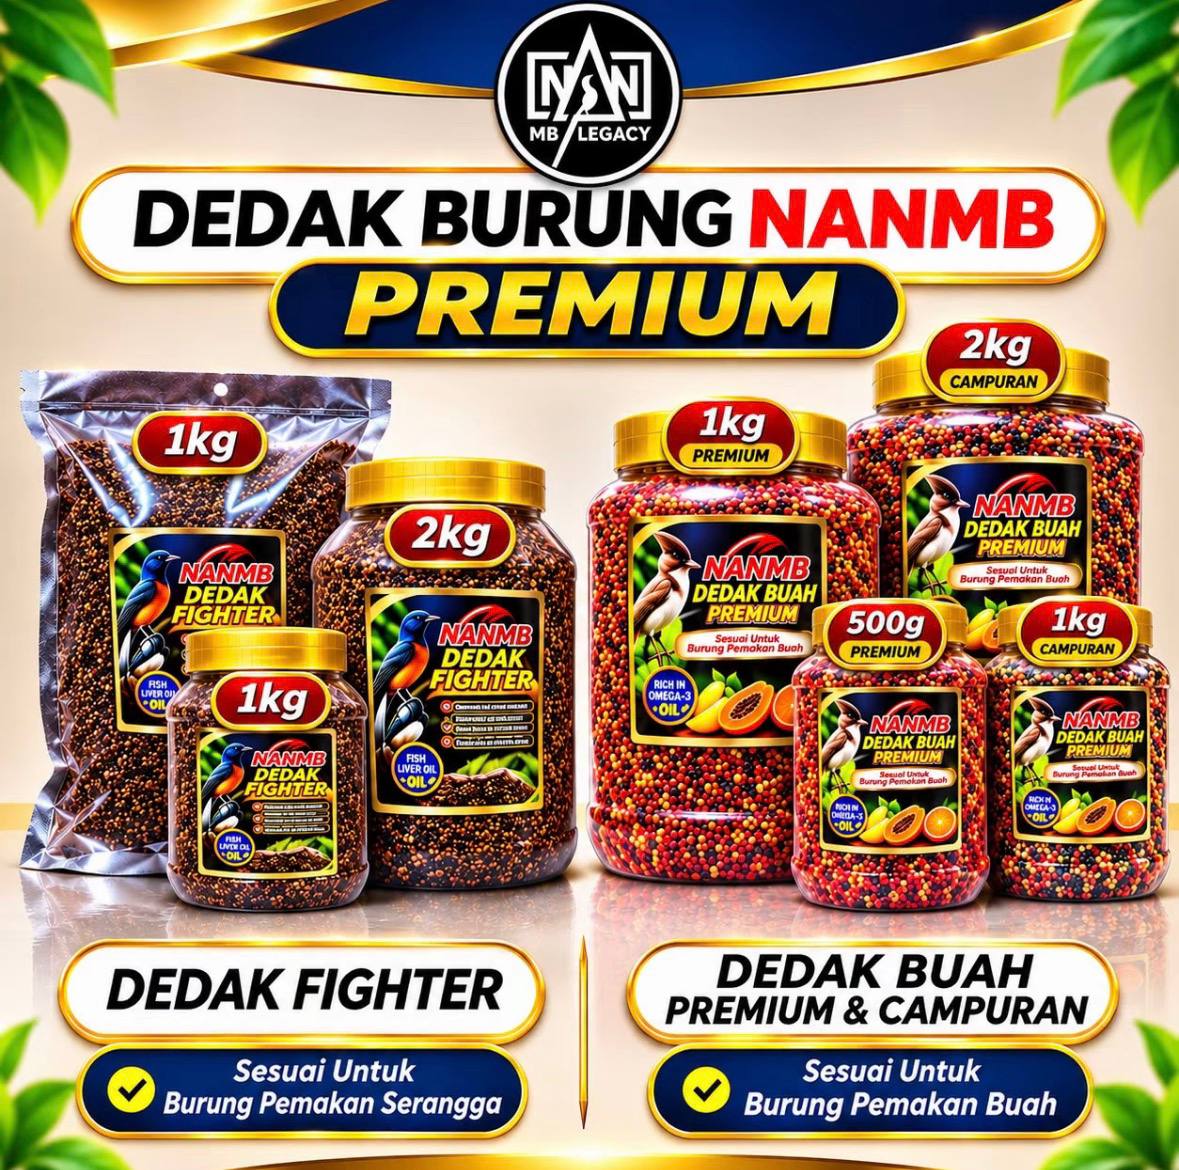 NAN
MB LEGACY
DEDAK BURUNG NANMB
PREMIUM
1kg
NANMB
DEDAK
FIGHTER
FISH
LIVER OIL
OIL
2kg
NANMB
DEDAK
FIGHTER
FISH
LIVER OIL
OIL
1kg
NANMB
DEDAK
FIGHTER
FISH
LIVER OIL
OIL
1kg
PREMIUM
NANMB
DEDAK BUAH
PREMIUM
Sesuai Untuk
Burung Pemakan Buah
RICH IN
OMEGA-3
OIL
2kg
CAMPURAN
NANMB
DEDAK BUAH
PREMIUM
Sesuai Untuk
Burung Pemakan Buah
500g
PREMIUM
NANMB
DEDAK BUAH
PREMIUM
Sesuai Untuk
Burung Pemakan Buah
RICH IN
OMEGA-3
OIL
1kg
CAMPURAN
NANMB
DEDAK BUAH
PREMIUM
Sesuai Untuk
Burung Pemakan Buah
RICH IN
OMEGA-3
OIL
DEDAK FIGHTER
Sesuai Untuk
Burung Pemakan Serangga
DEDAK BUAH
PREMIUM & CAMPURAN
Sesuai Untuk
Burung Pemakan Buah